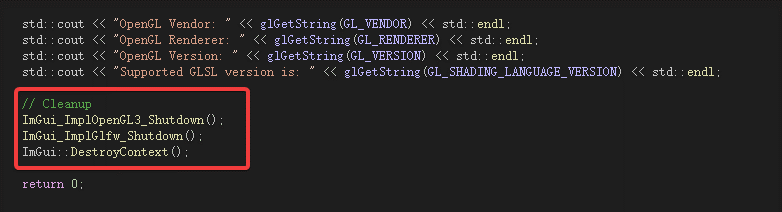 std::cout << "OpenGL Vendor: " << glGetString(GL_VENDOR) << std::endl;
std::cout << "OpenGL Renderer: " << glGetString(GL_RENDERER) << std::endl;
std::cout << "OpenGL Version: " << glGetString(GL_VERSION) << std::endl;
std::cout << "Supported GLSL version is: " << glGetString(GL_SHADING_LANGUAGE_VERSION) << std::endl;
// Cleanup
ImGui_ImplOpenGL3_Shutdown();
ImGui_ImplGlfw_Shutdown();
ImGui::DestroyContext();
return 0;